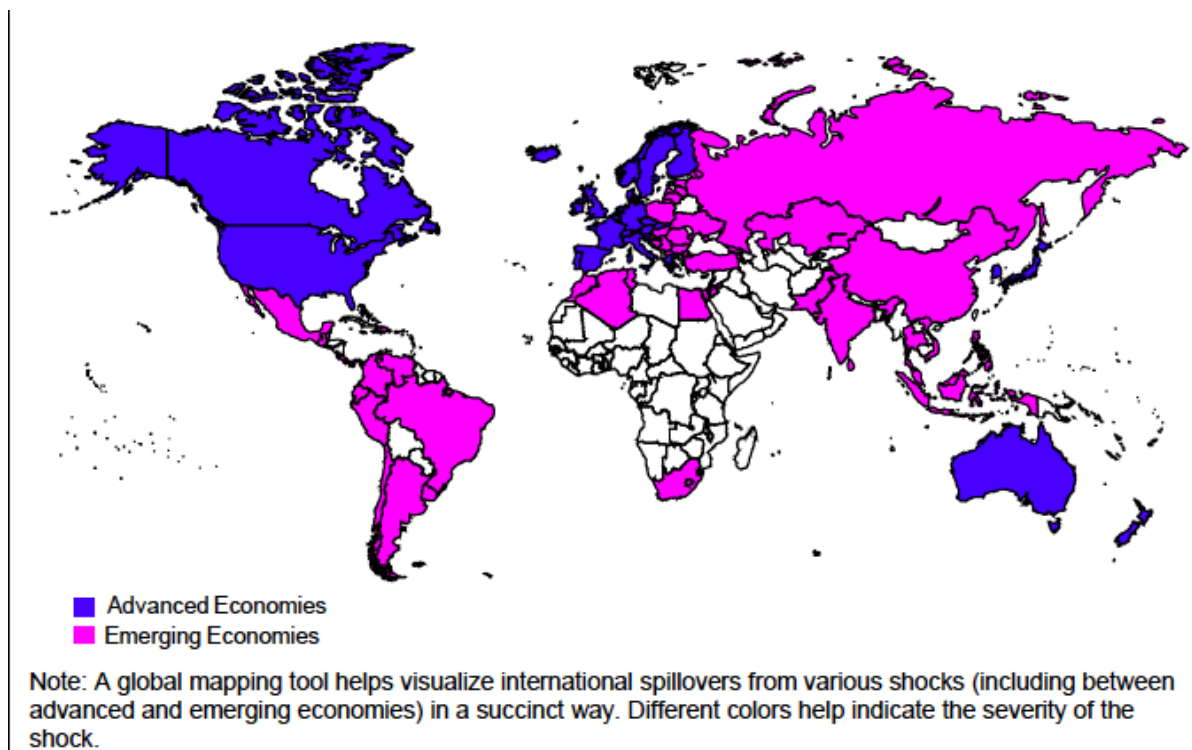 Advanced Economies
Emerging Economies
Note: A global mapping tool helps visualize international spillovers from various shocks (including between
advanced and emerging economies) in a succinct way. Different colors help indicate the severity of the
shock.